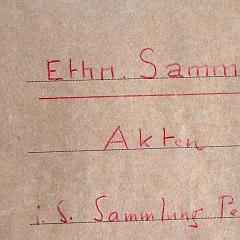 Ethn. Samm
Akten
i. S. Sammlung Pe